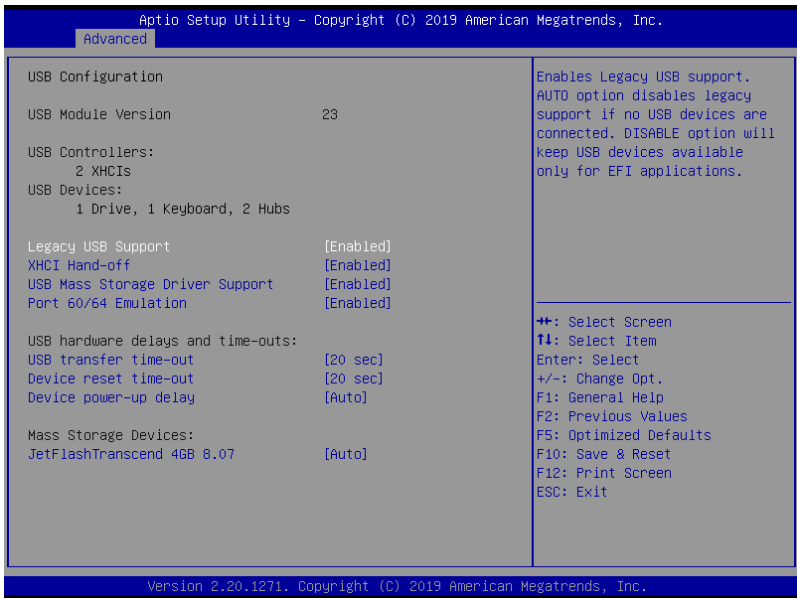 Aptio Setup Utility – Copyright (C) 2019 American Megatrends, Inc.
Advanced
USB Configuration
USB Module Version 23
USB Controllers:
2 XHCIs
USB Devices:
1 Drive, 1 Keyboard, 2 Hubs
Legacy USB Support [Enabled]
XHCI Hand-off [Enabled]
USB Mass Storage Driver Support [Enabled]
Port 60/64 Emulation [Enabled]
USB hardware delays and time-outs:
USB transfer time-out [20 sec]
Device reset time-out [20 sec]
Device power-up delay [Auto]
Mass Storage Devices:
JetFlashTranscend 4GB 8.07 [Auto]
Enables Legacy USB support.
AUTO option disables legacy
support if no USB devices are
connected. DISABLE option will
keep USB devices available
only for EFI applications.
→←: Select Screen
↑↓: Select Item
Enter: Select
+/-: Change Opt.
F1: General Help
F2: Previous Values
F5: Optimized Defaults
F10: Save & Reset
F12: Print Screen
ESC: Exit
Version 2.20.1271. Copyright (C) 2019 American Megatrends, Inc.